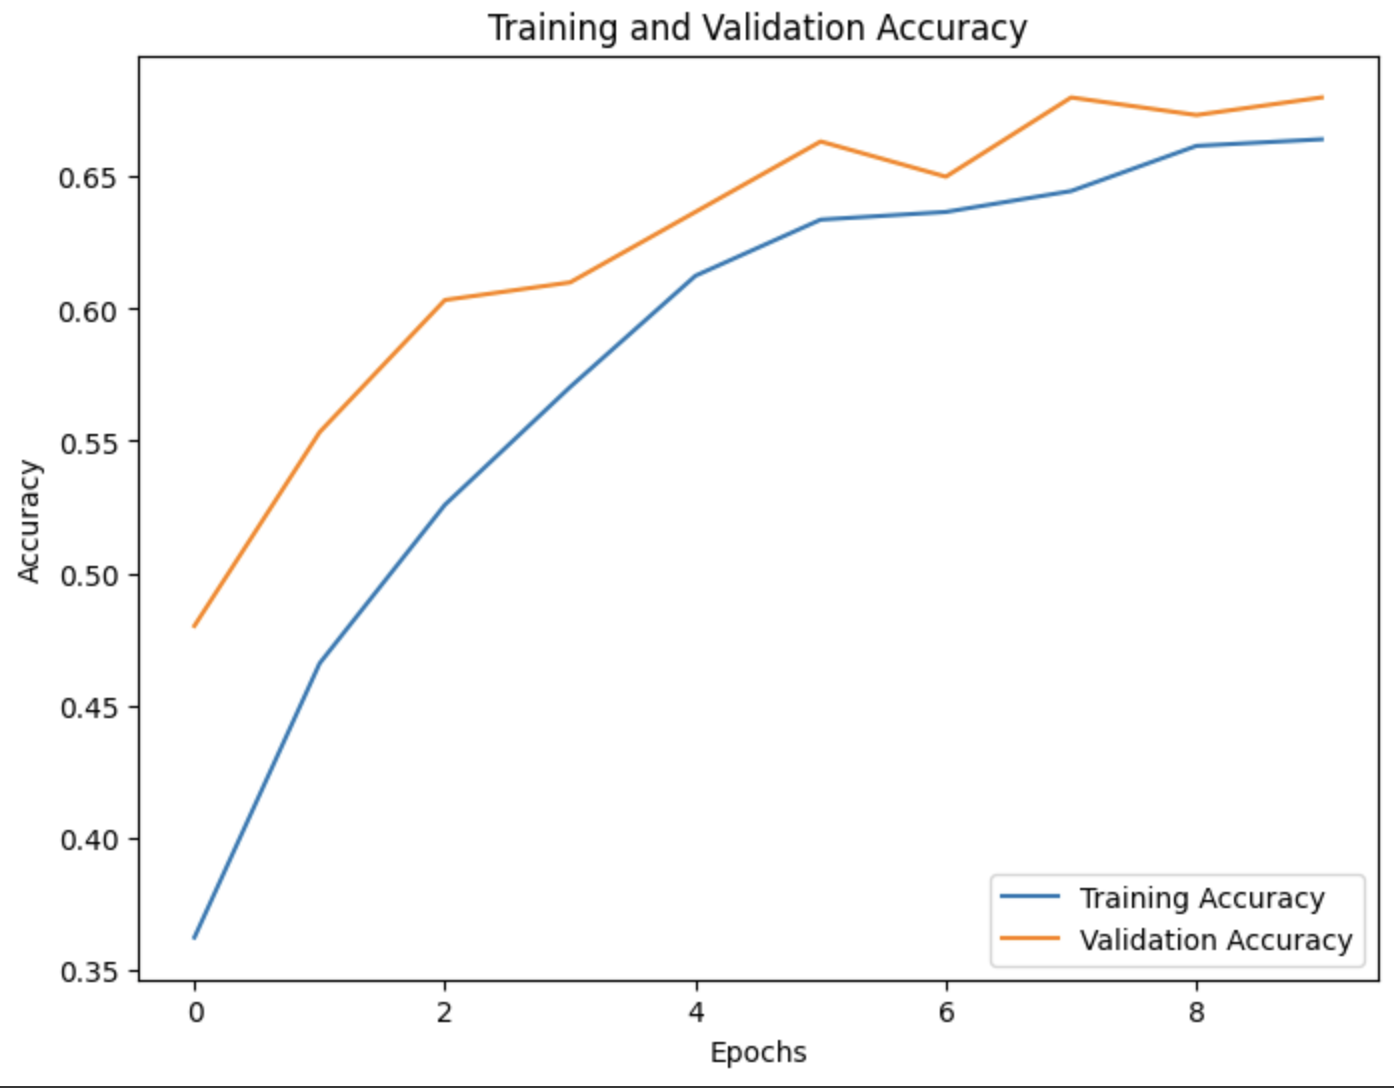 Training and Validation Accuracy
Accuracy
0.65
0.60
0.55
0.50
0.45
0.40
0.35
0 2 4 6 8
Epochs
Training Accuracy
Validation Accuracy